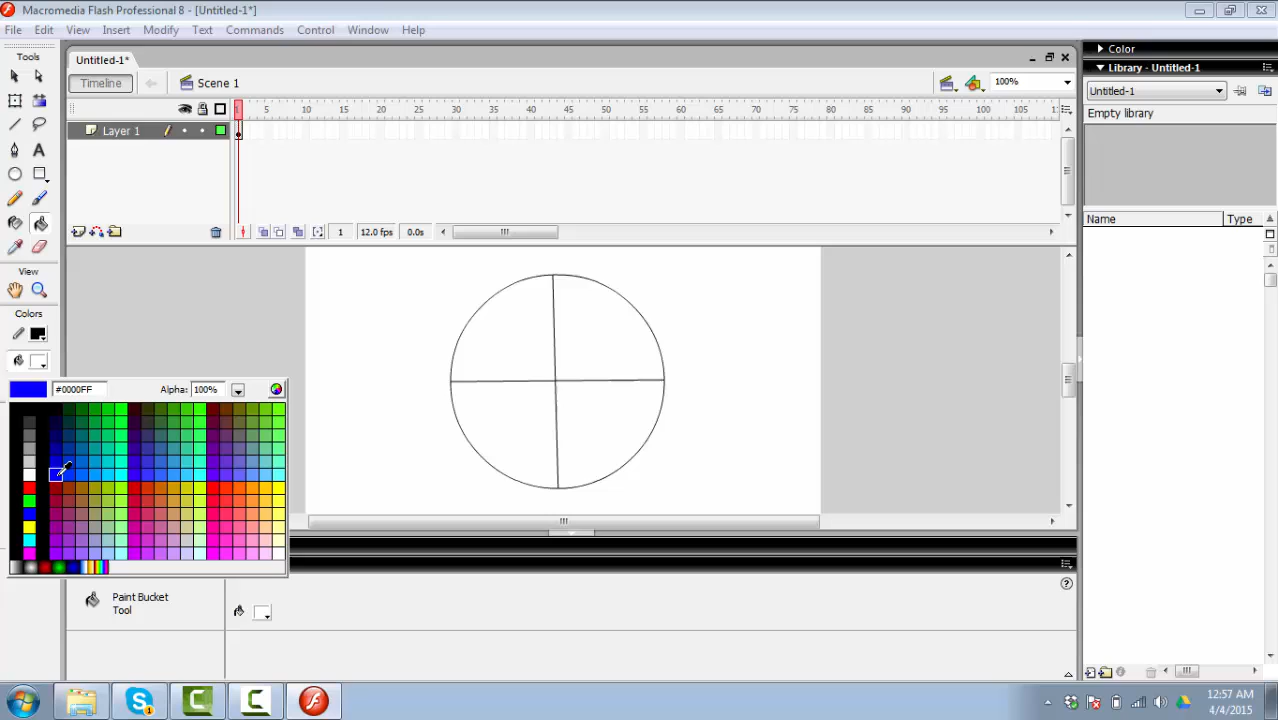 Macromedia Flash Professional 8 - [Untitled-1*]
File Edit View Insert Modify Text Commands Control Window Help
Tools
Untitled-1*
Color
Library - Untitled-1
Timeline
Scene 1
100%
Untitled-1
5 10 15 20 25 30 35 40 45 50 55 60 65 70 75 80 85 90 95 100 105
Empty library
Layer 1
Name Type
1 12.0 fps 0.0s
View
Colors
#0000FF Alpha: 100%
Paint Bucket
Tool
12:57 AM
4/4/2015